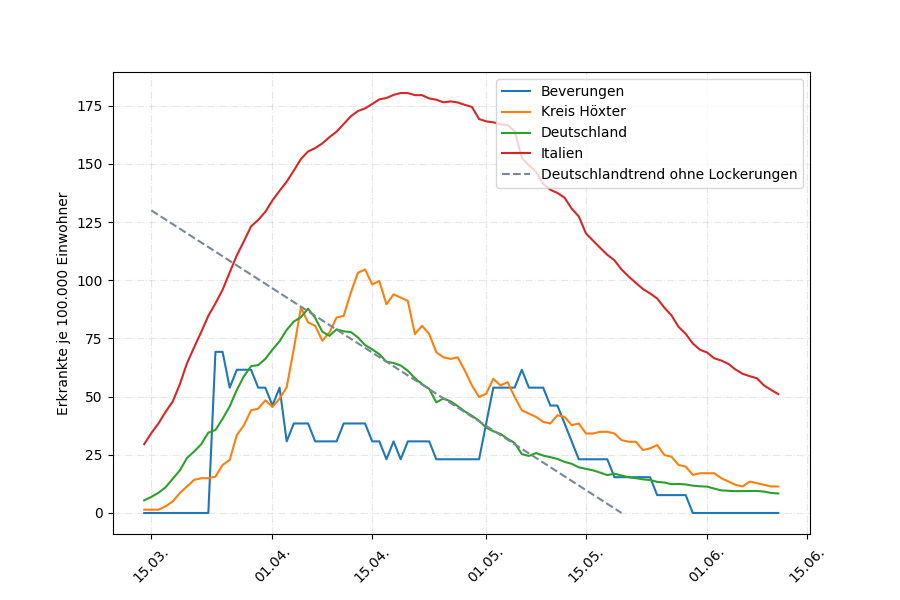 Beverungen
Kreis Höxter
Deutschland
Italien
Deutschlandtrend ohne Lockerungen
Erkrankte je 100.000 Einwohner
175
150
125
100
75
50
25
0
15.03.
01.04.
15.04.
01.05.
15.05.
01.06.
15.06.